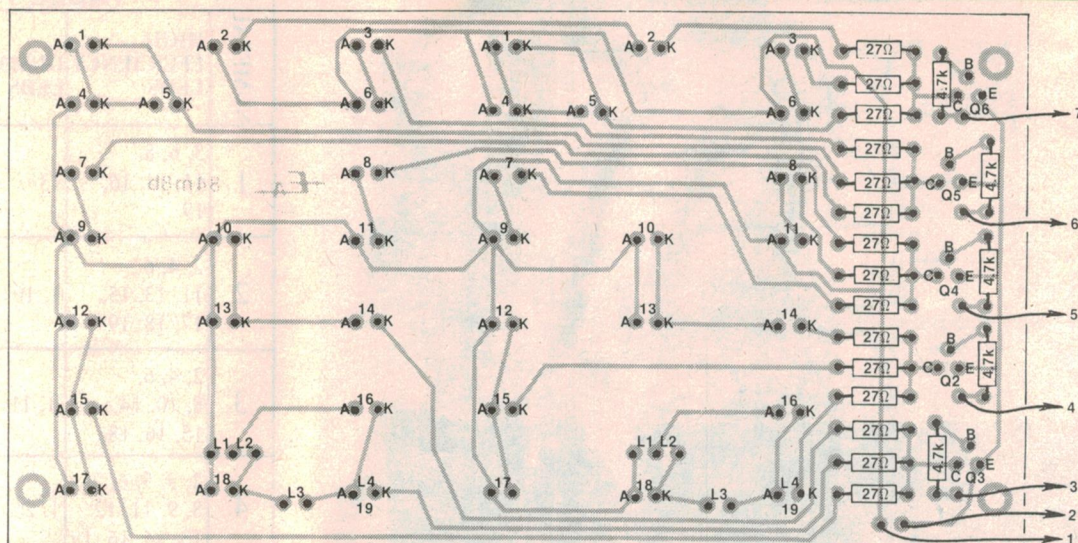 1 2 3 1 2 3
A K A K A K A K A K A K 27Ω
B
27Ω 4.7k
A 4 K A 5 K A 6 K A 4 K A 5 K A 6 K 27Ω C E Q6 7
27Ω B
A 7 K A 8 K A 7 K A 8 K 27Ω C E 4.7k
84m8b
27Ω Q5 6
A 9 K A 10 K A 11 K A 9 K A 10 K A 11 K 27Ω B
27Ω C E 4.7k
27Ω Q4 5
A 12 K A 13 K A 14 K A 12 K A 13 K A 14 K 27Ω B
27Ω C E 4.7k
27Ω Q2 4
A 15 K A 16 K A 15 K A 16 K 27Ω B
L1 L2 L1 L2 27Ω 4.7k C E
Q3
A 17 K A 18 K L3 A L4 K A 17 K A 18 K L3 A L4 K 27Ω 3
19 19 2
1